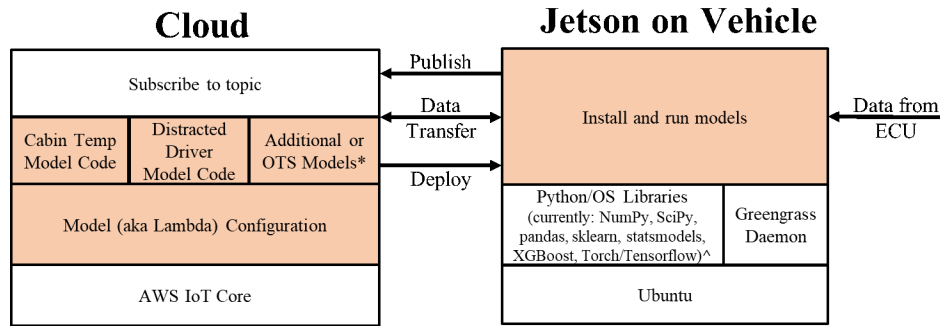 Cloud
Jetson on Vehicle
Subscribe to topic
Publish
Data
Transfer
Deploy
Cabin Temp
Model Code
Distracted
Driver
Model Code
Additional or
OTS Models*
Model (aka Lambda) Configuration
AWS IoT Core
Install and run models
Data from
ECU
Python/OS Libraries
(currently: NumPy, SciPy,
pandas, sklearn, statsmodels,
XGBoost, Torch/Tensorflow)^
Greengrass
Daemon
Ubuntu